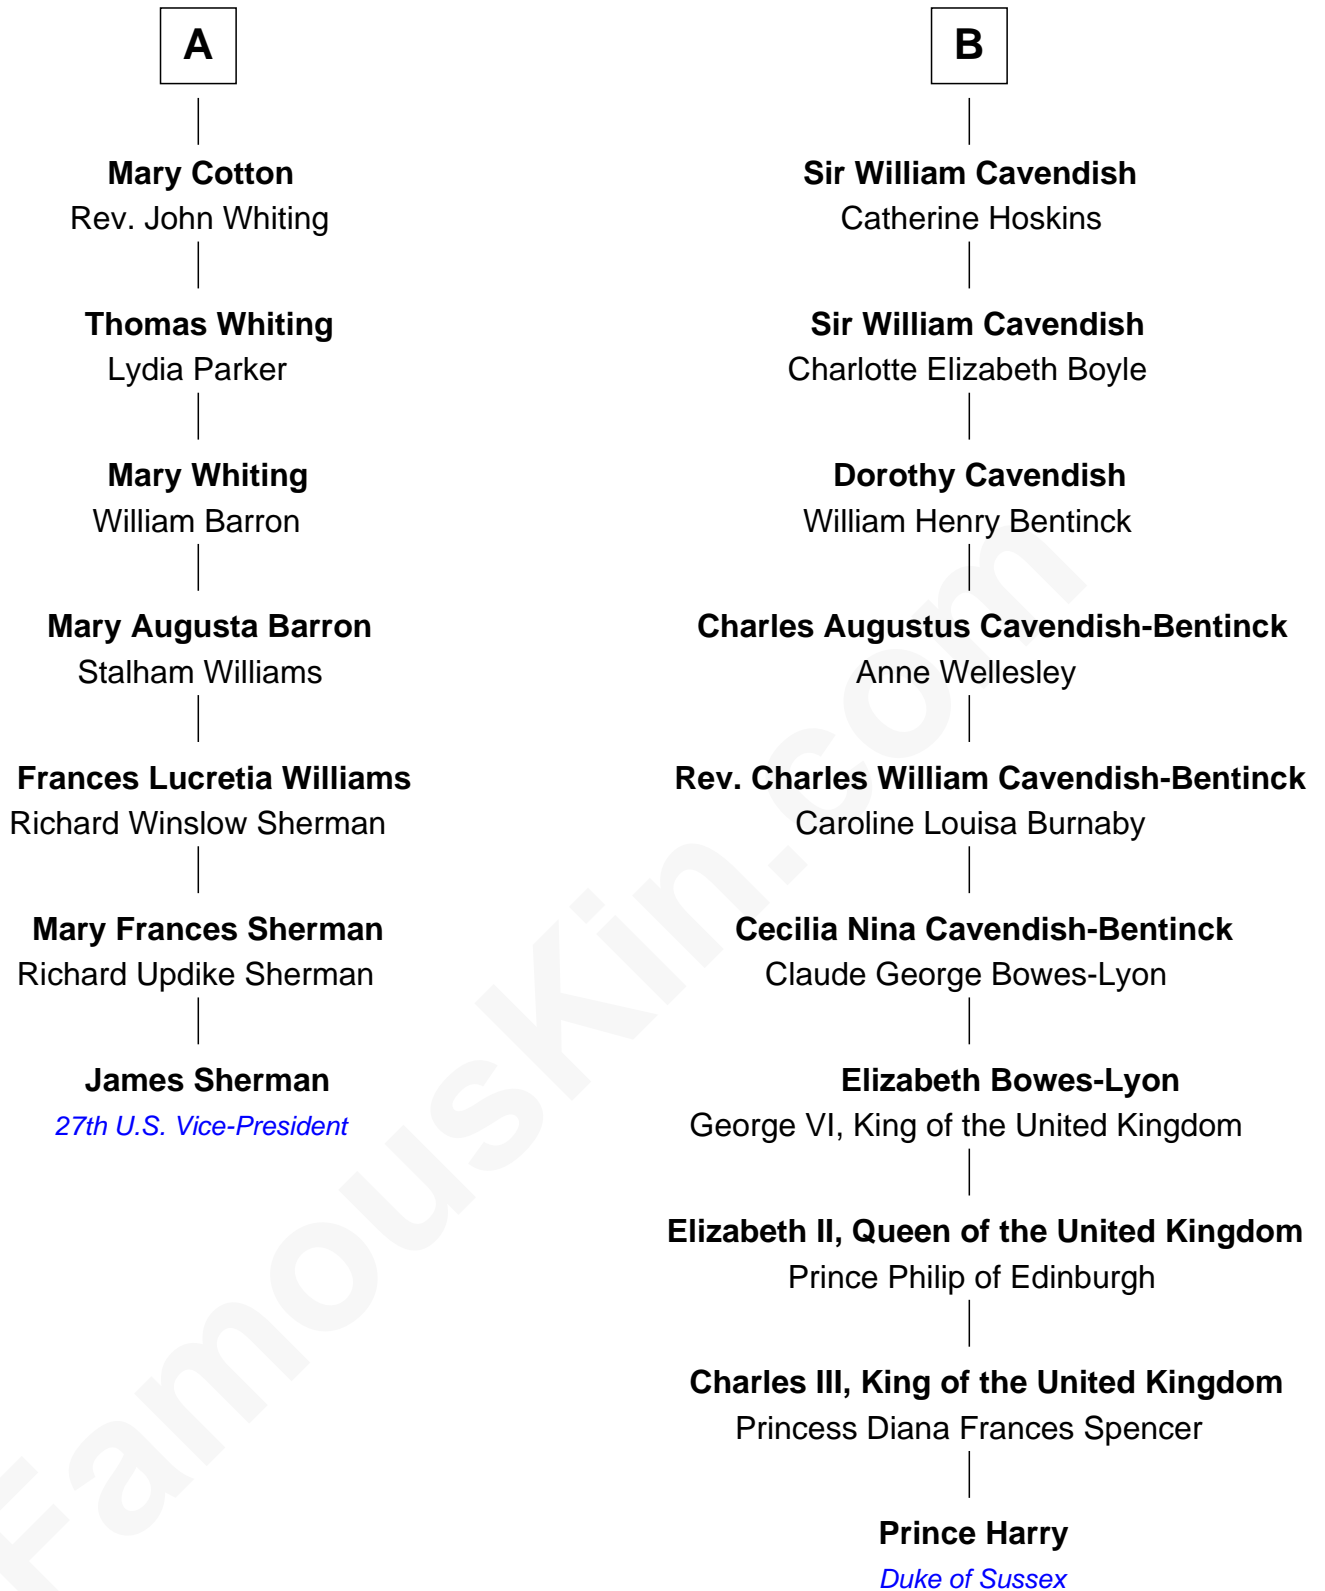 A
Mary Cotton
Rev. John Whiting
Thomas Whiting
Lydia Parker
Mary Whiting
William Barron
Mary Augusta Barron
Stalham Williams
Frances Lucretia Williams
Richard Winslow Sherman
Mary Frances Sherman
Richard Updike Sherman
James Sherman
27th U.S. Vice-President
B
Sir William Cavendish
Catherine Hoskins
Sir William Cavendish
Charlotte Elizabeth Boyle
Dorothy Cavendish
William Henry Bentinck
Charles Augustus Cavendish-Bentinck
Anne Wellesley
Rev. Charles William Cavendish-Bentinck
Caroline Louisa Burnaby
Cecilia Nina Cavendish-Bentinck
Claude George Bowes-Lyon
Elizabeth Bowes-Lyon
George VI, King of the United Kingdom
Elizabeth II, Queen of the United Kingdom
Prince Philip of Edinburgh
Charles III, King of the United Kingdom
Princess Diana Frances Spencer
Prince Harry
Duke of Sussex
FamousKin.com